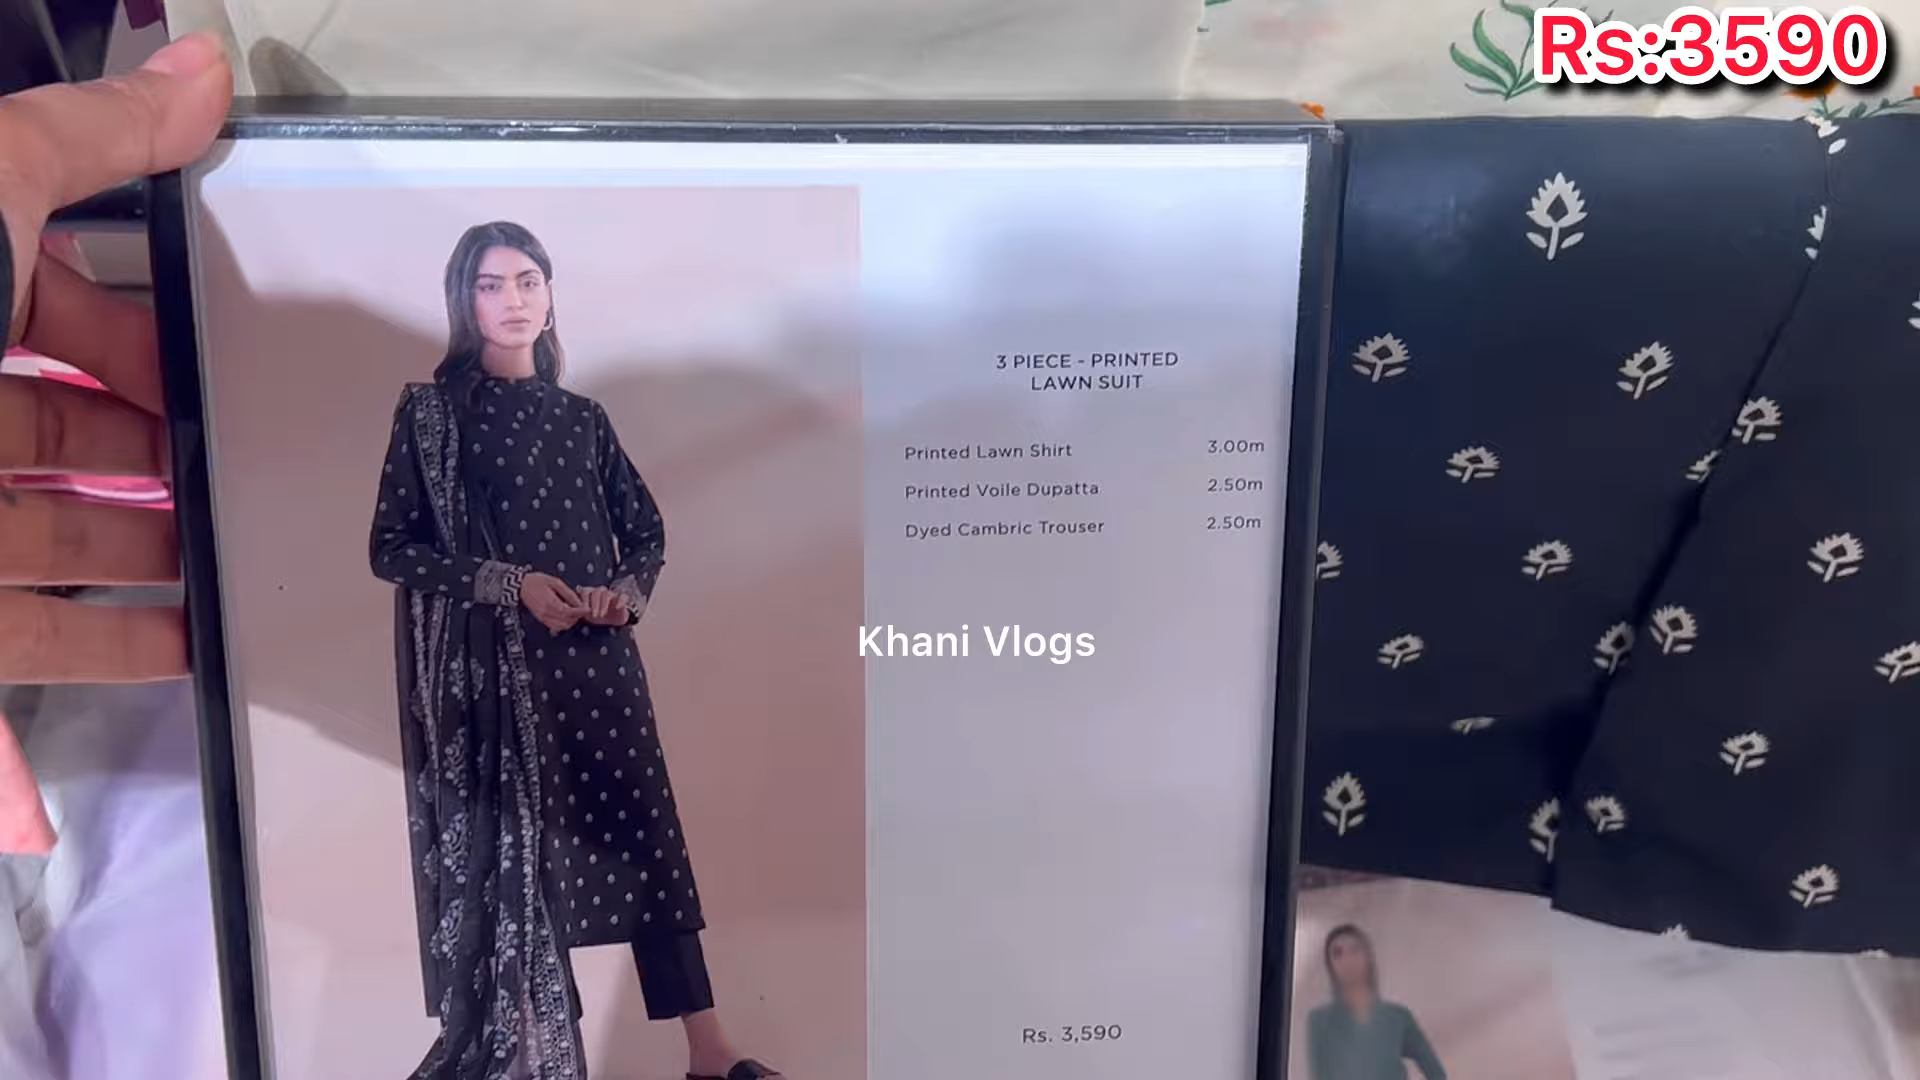 Rs:3590
3 PIECE - PRINTED
LAWN SUIT
Printed Lawn Shirt 3.00m
Printed Voile Dupatta 2.50m
Dyed Cambric Trouser 2.50m
Khani Vlogs
Rs. 3,590